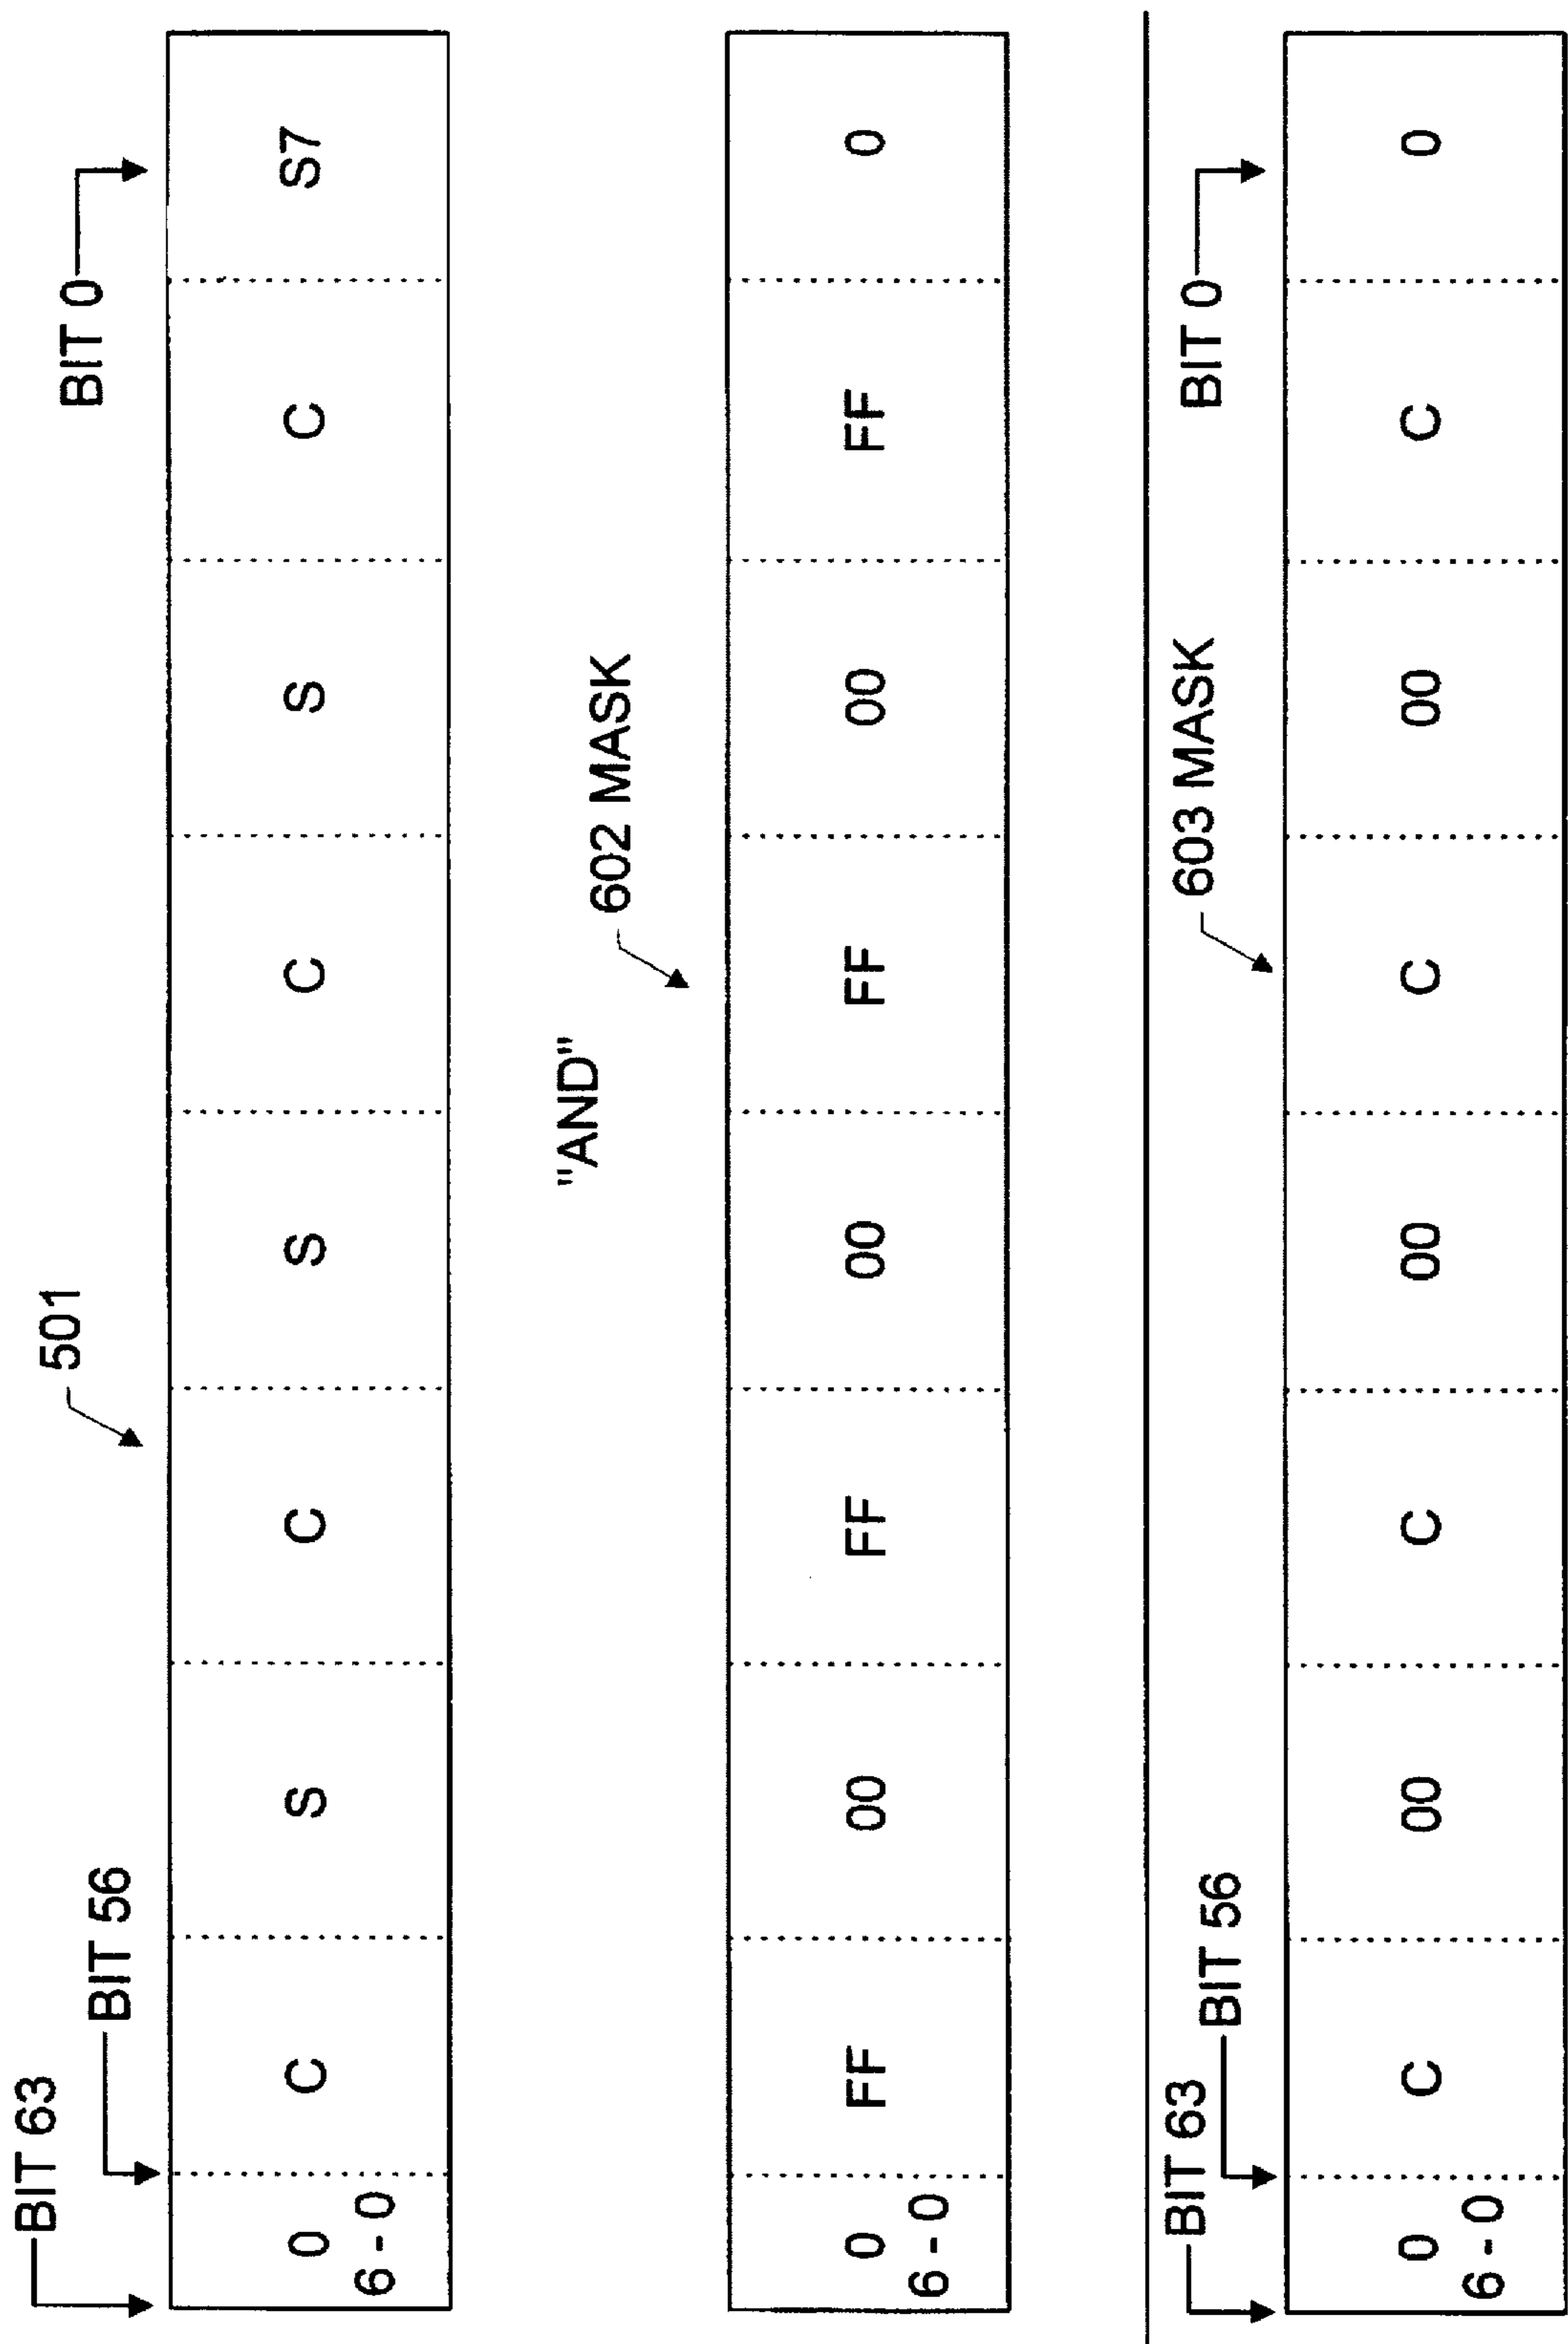 501
BIT 63
BIT 56
BIT 0
0 6-0 C S C S C S C S7
"AND"
602 MASK
0 6-0 FF 00 FF 00 FF 00 FF 0
603 MASK
BIT 63
BIT 56
BIT 0
0 6-0 C 00 C 00 C 00 C 0